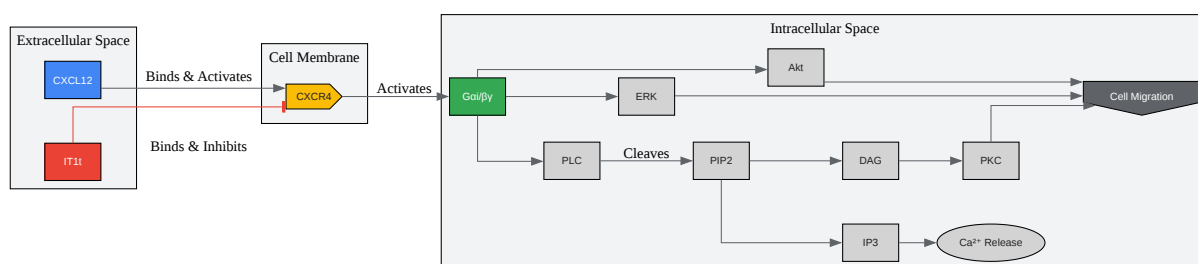 Extracellular Space
CXCL12
IT1t
Binds & Activates
Binds & Inhibits
Cell Membrane
CXCR4
Activates
Intracellular Space
Gαi/βγ
Akt
ERK
Cell Migration
PLC
Cleaves
PIP2
DAG
PKC
IP3
Ca²⁺ Release